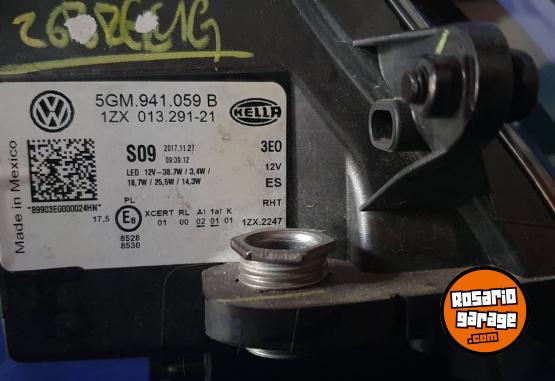 VW
5GM.941.059 B
1ZX 013.291-21
HELLA
Made in Mexico
S09 2017.11.27 3E0
09:39:12
12V
LED 12V-38.7W / 3,4W /
18,7W / 25,5W / 14,3W
ES
RHT
*89903E0000024HN*
PL
17,5 E8 XCERT RL A! 1a! K
01 00 02 01 01
1ZX.2247
8528
8530
ROSARIO
garage
.com